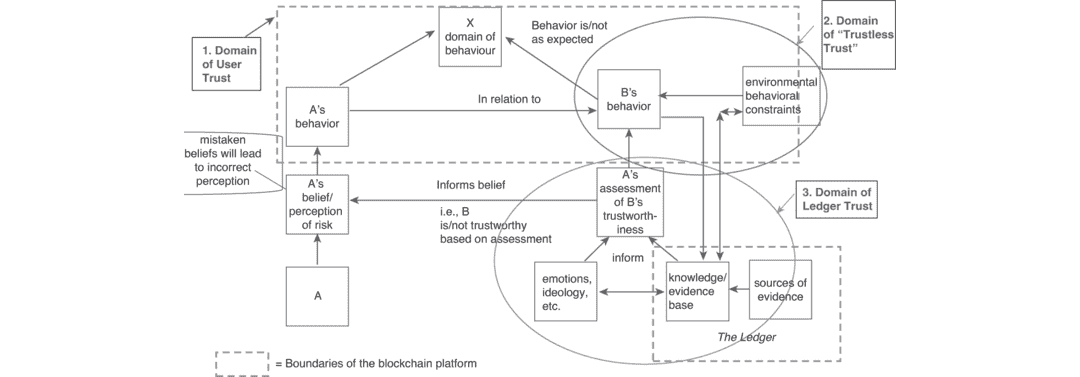 1. Domain
of User
Trust
X
domain of
behaviour
Behavior is/not
as expected
2. Domain
of “Trustless
Trust”
A's
behavior
In relation to
B's
behavior
environmental
behavioral
constraints
mistaken
beliefs will lead
to incorrect
perception
A's
belief/
perception
of risk
Informs belief
i.e., B
is/not trustworthy
based on assessment
A's
assessment
of B's
trustworth-
iness
3. Domain of
Ledger Trust
A
emotions,
ideology,
etc.
inform
knowledge/
evidence
base
sources of
evidence
The Ledger
= Boundaries of the blockchain platform